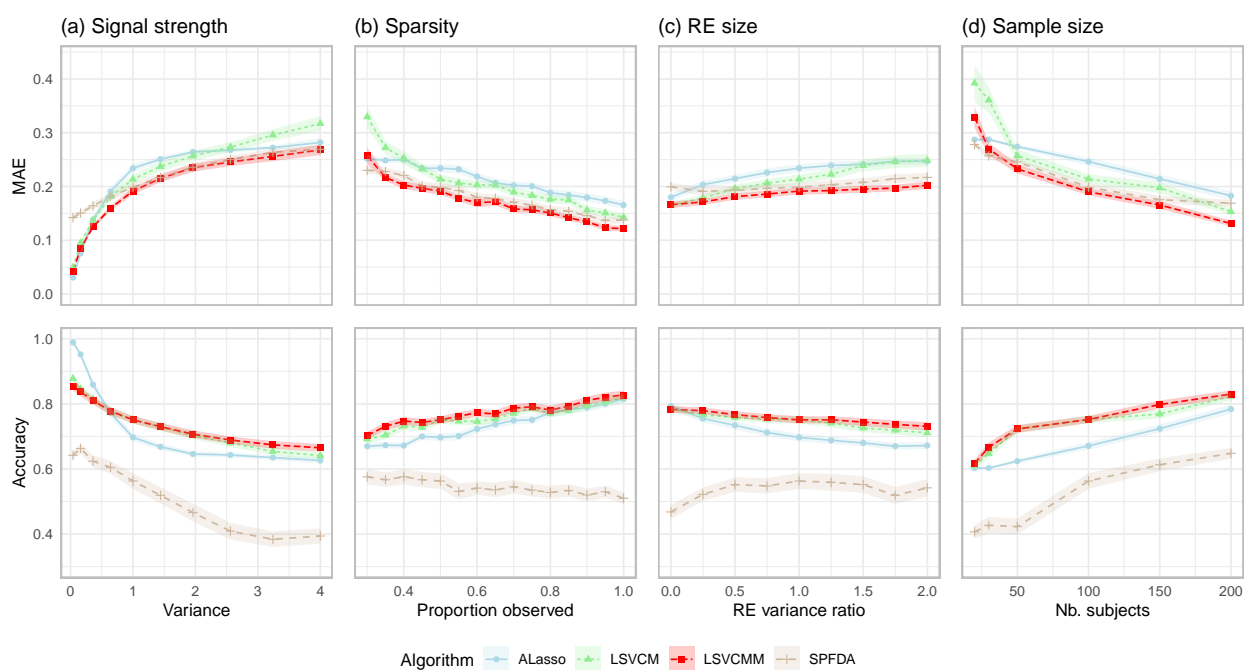 (a) Signal strength
(b) Sparsity
(c) RE size
(d) Sample size
MAE
0.4
0.3
0.2
0.1
0.0
Accuracy
1.0
0.8
0.6
0.4
0 1 2 3 4
Variance
0.4 0.6 0.8 1.0
Proportion observed
0.0 0.5 1.0 1.5 2.0
RE variance ratio
50 100 150 200
Nb. subjects
Algorithm ALasso LSVCM LSVCMM SPFDA